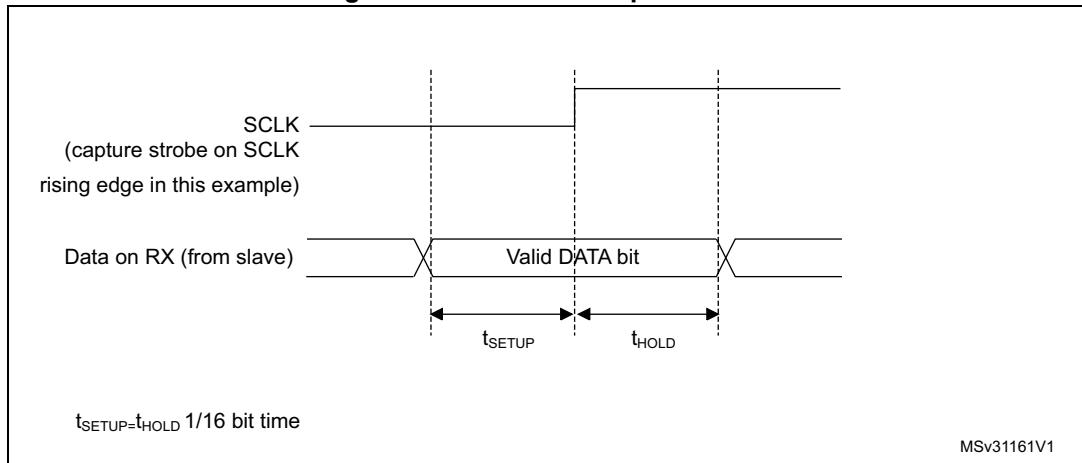 SCLK
(capture strobe on SCLK
rising edge in this example)
Data on RX (from slave)
Valid DATA bit
tSETUP
tHOLD
tSETUP=tHOLD 1/16 bit time
MSv31161V1